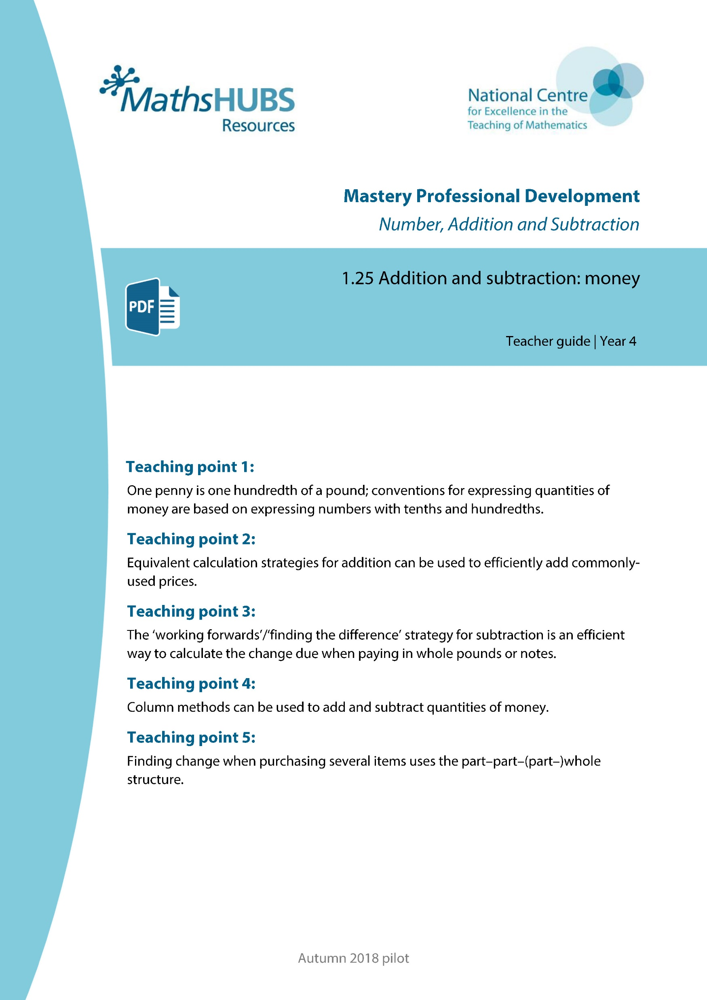 MathsHUBS
Resources
National Centre
for Excellence in the
Teaching of Mathematics
Mastery Professional Development
Number, Addition and Subtraction
1.25 Addition and subtraction: money
PDF
Teacher guide | Year 4
Teaching point 1:
One penny is one hundredth of a pound; conventions for expressing quantities of
money are based on expressing numbers with tenths and hundredths.
Teaching point 2:
Equivalent calculation strategies for addition can be used to efficiently add commonly-
used prices.
Teaching point 3:
The ‘working forwards’/‘finding the difference’ strategy for subtraction is an efficient
way to calculate the change due when paying in whole pounds or notes.
Teaching point 4:
Column methods can be used to add and subtract quantities of money.
Teaching point 5:
Finding change when purchasing several items uses the part–part–(part–)whole
structure.
Autumn 2018 pilot